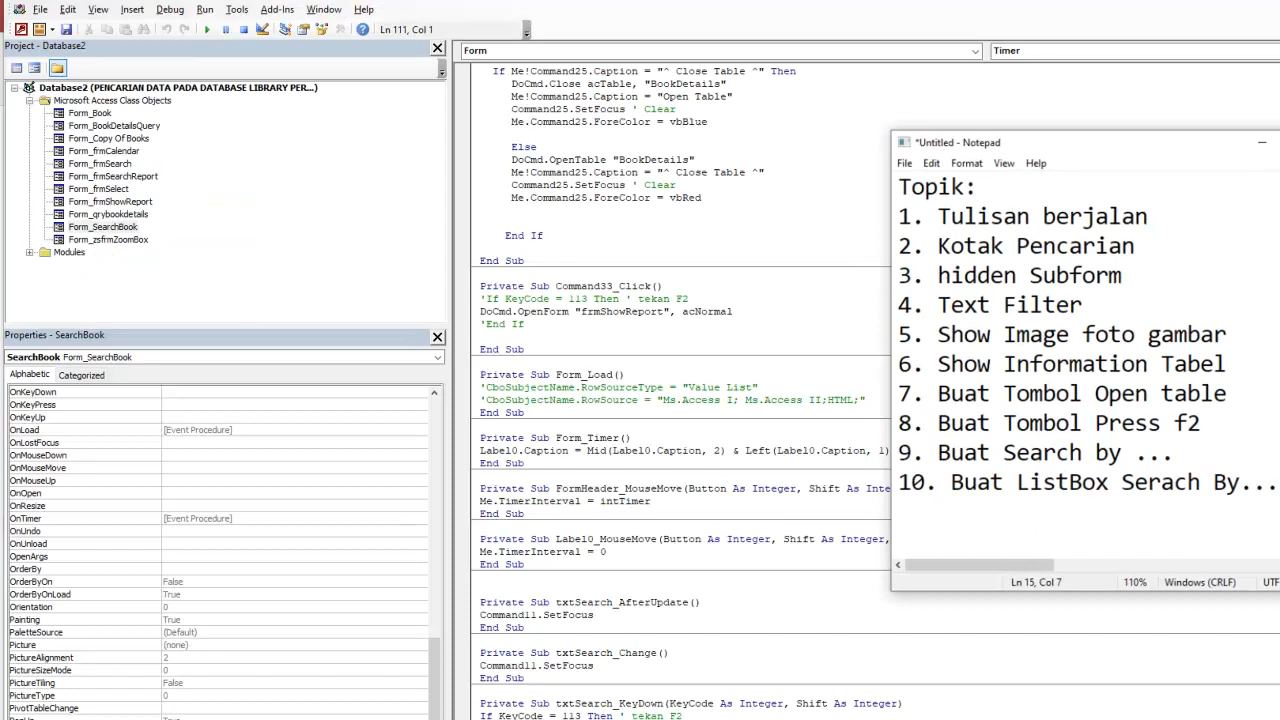 File Edit View Insert Format Debug Run Tools Add-Ins Window Help
Ln 111, Col 1
Project - Database2
Database2 (PENCARIAN DATA PADA DATABASE LIBRARY PER...)
Microsoft Access Class Objects
Form_Book
Form_BookDetailsQuery
Form_Copy Of Books
Form_frmCalendar
Form_frmSearch
Form_frmSearchReport
Form_frmSelect
Form_frmShowReport
Form_qrybookdetails
Form_SearchBook
Form_zsfrmZoomBox
Modules
Properties - SearchBook
SearchBook Form_SearchBook
Alphabetic Categorized
OnKeyDown
OnKeyPress
OnKeyUp
OnLoad [Event Procedure]
OnLostFocus
OnMouseDown
OnMouseMove
OnMouseUp
OnOpen
OnResize
OnTimer [Event Procedure]
OnUndo
OnUnload
OpenArgs
OrderBy
OrderByOn False
OrderByOnLoad True
Orientation 0
Painting True
PaletteSource (Default)
Picture (none)
PictureAlignment 2
PictureSizeMode 0
PictureTiling False
PictureType 0
PivotTableChange
Form Timer
If Me!Command25.Caption = "^ Close Table ^" Then
DoCmd.Close acTable, "BookDetails"
Me!Command25.Caption = "Open Table"
Command25.SetFocus ' Clear
Me.Command25.ForeColor = vbBlue
Else
DoCmd.OpenTable "BookDetails"
Me!Command25.Caption = "^ Close Table ^"
Command25.SetFocus ' Clear
Me.Command25.ForeColor = vbRed
End If
End Sub
Private Sub Command33_Click()
'If KeyCode = 113 Then ' tekan F2
DoCmd.OpenForm "frmShowReport", acNormal
'End If
End Sub
Private Sub Form_Load()
'CboSubjectName.RowSourceType = "Value List"
'CboSubjectName.RowSource = "Ms.Access I; Ms.Access II;HTML;"
End Sub
Private Sub Form_Timer()
Label0.Caption = Mid(Label0.Caption, 2) & Left(Label0.Caption, 1)
End Sub
Private Sub FormHeader_MouseMove(Button As Integer, Shift As Inte
Me.TimerInterval = intTimer
End Sub
Private Sub Label0_MouseMove(Button As Integer, Shift As Integer,
Me.TimerInterval = 0
End Sub
Private Sub txtSearch_AfterUpdate()
Command11.SetFocus
End Sub
Private Sub txtSearch_Change()
Command11.SetFocus
End Sub
Private Sub txtSearch_KeyDown(KeyCode As Integer, Shift As Integer)
If KeyCode = 113 Then ' tekan F2
*Untitled - Notepad
File Edit Format View Help
Topik:
1. Tulisan berjalan
2. Kotak Pencarian
3. hidden Subform
4. Text Filter
5. Show Image foto gambar
6. Show Information Tabel
7. Buat Tombol Open table
8. Buat Tombol Press f2
9. Buat Search by ...
10. Buat ListBox Serach By...
Ln 15, Col 7 110% Windows (CRLF) UTF